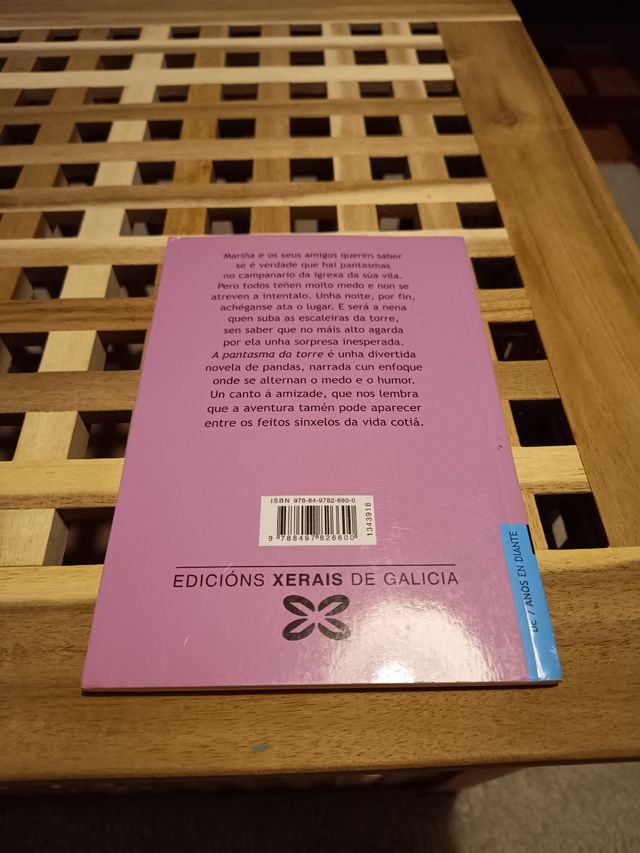 Mariña e os seus amigos queren saber
se é verdade que hai pantasmas
no campanario da igrexa da súa vila.
Pero todos teñen moito medo e non se
atreven a intentalo. Unha noite, por fin,
achéganse ata o lugar. E será a nena
quen suba as escaleiras da torre,
sen saber que no máis alto agarda
por ela unha sorpresa inesperada.
A pantasma da torre é unha divertida
novela de pandas, narrada cun enfoque
onde se alternan o medo e o humor.
Un canto á amizade, que nos lembra
que a aventura tamén pode aparecer
entre os feitos sinxelos da vida cotiá.
ISBN 978-84-9782-660-0
9 788497 826600
1343918
EDICIÓNS XERAIS DE GALICIA
DE 7 ANOS EN DIANTE